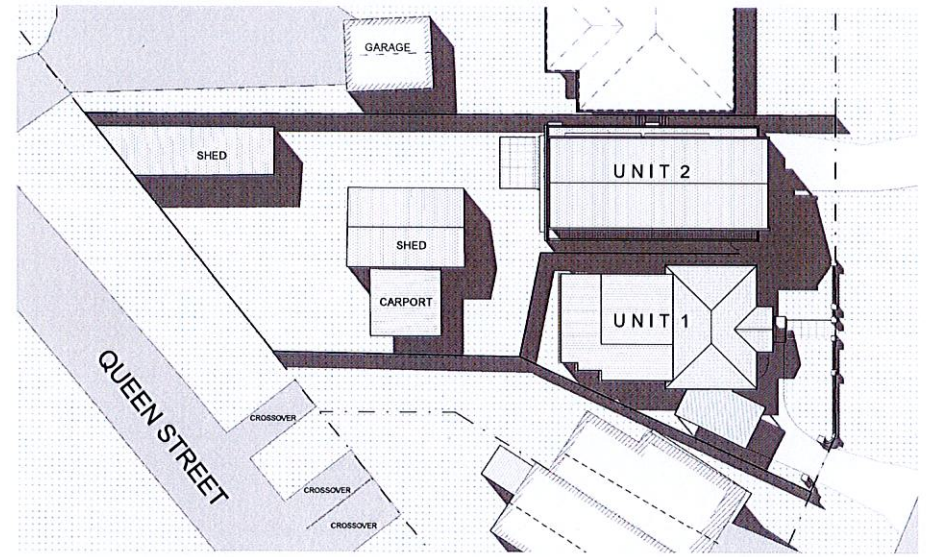 GARAGE
SHED
UNIT 2
SHED
CARPORT
UNIT 1
QUEEN STREET
CROSSOVER
CROSSOVER
CROSSOVER